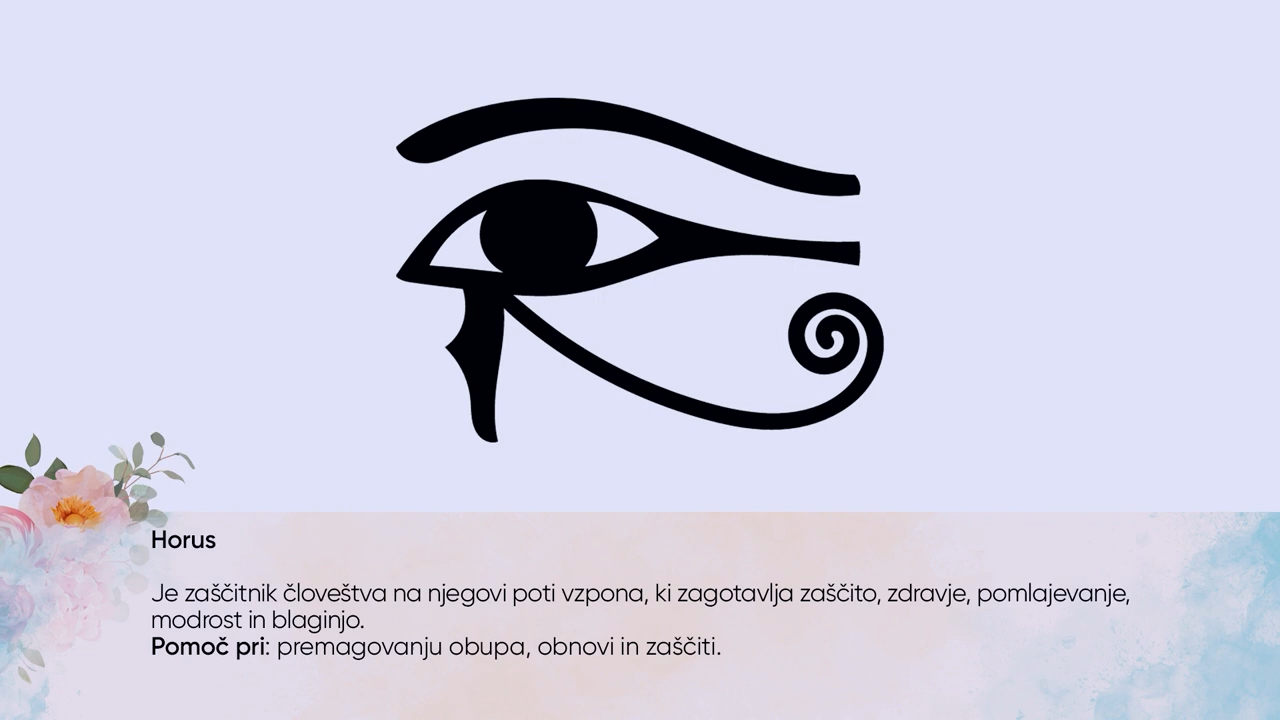 Horus
Je zaščitnik človeštva na njegovi poti vzpona, ki zagotavlja zaščito, zdravje, pomlajevanje,
modrost in blaginjo.
Pomoč pri: premagovanju obupa, obnovi in zaščiti.